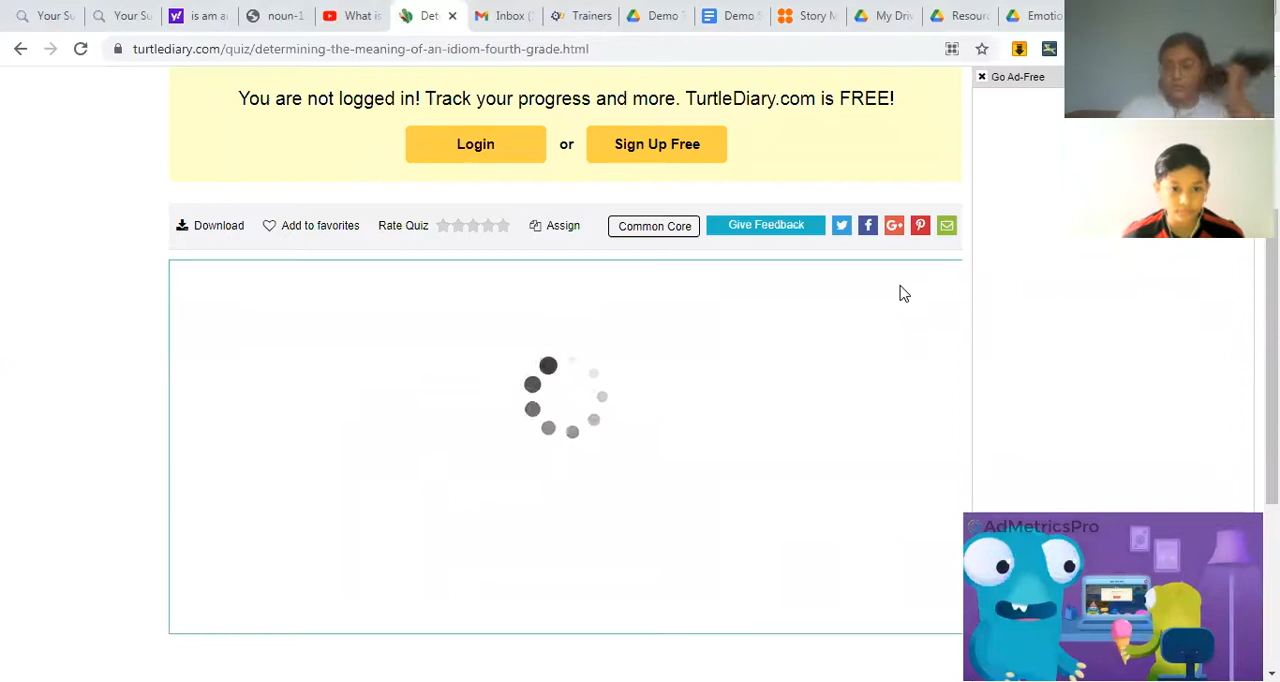 Your Su
Your Su
is am ar
noun-1
What is
Det
Inbox (
Trainers
Demo
Demo S
Story M
My Driv
Resour
Emotio
turtlediary.com/quiz/determining-the-meaning-of-an-idiom-fourth-grade.html
Go Ad-Free
You are not logged in! Track your progress and more. TurtleDiary.com is FREE!
Login or Sign Up Free
Download Add to favorites Rate Quiz Assign Common Core Give Feedback
AdMetricsPro